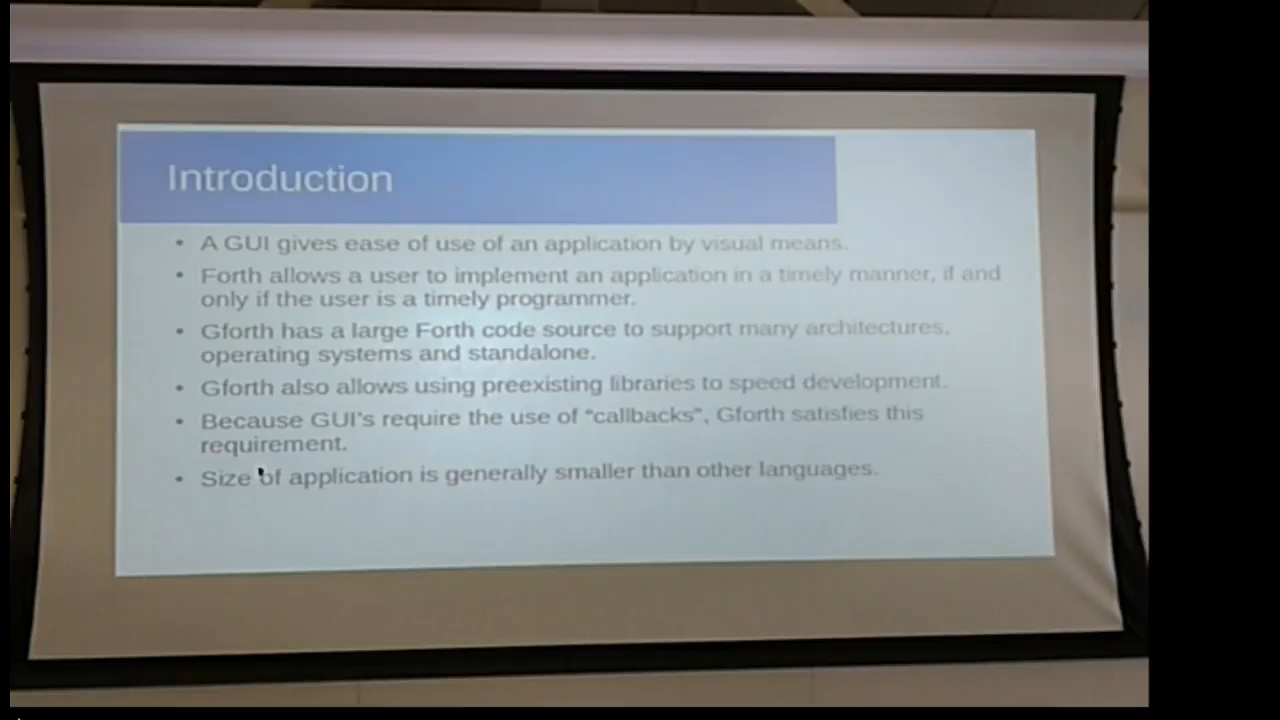 Introduction
• A GUI gives ease of use of an application by visual means.
• Forth allows a user to implement an application in a timely manner, if and
only if the user is a timely programmer.
• Gforth has a large Forth code source to support many architectures,
operating systems and standalone.
• Gforth also allows using preexisting libraries to speed development.
• Because GUI's require the use of "callbacks", Gforth satisfies this
requirement.
• Size of application is generally smaller than other languages.